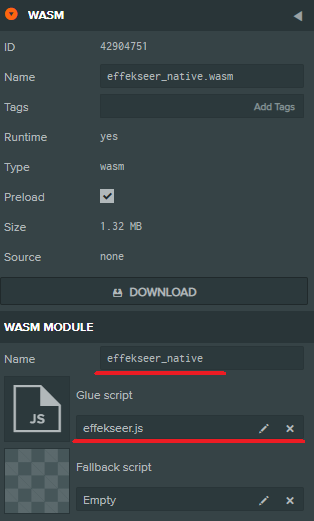 WASM
ID 42904751
Name effekseer_native.wasm
Tags Add Tags
Runtime yes
Type wasm
Preload
Size 1.32 MB
Source none
DOWNLOAD
WASM MODULE
Name effekseer_native
JS
Glue script
effekseer.js
Fallback script
Empty